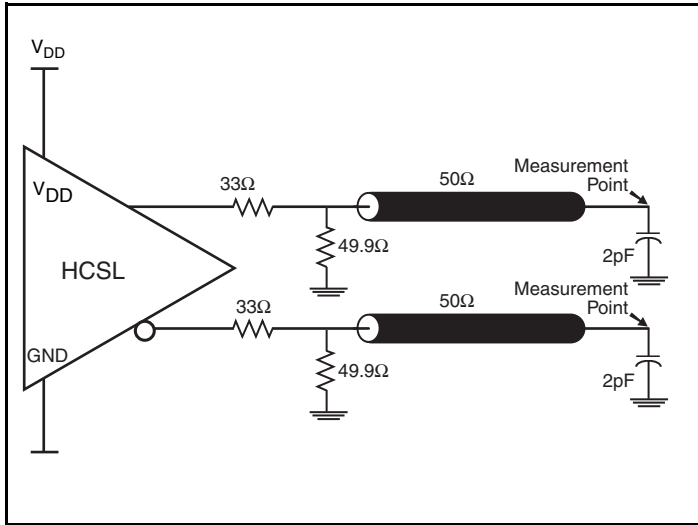 VDD
VDD
HCSL
GND
33Ω
49.9Ω
50Ω
Measurement
Point
2pF
33Ω
49.9Ω
50Ω
Measurement
Point
2pF